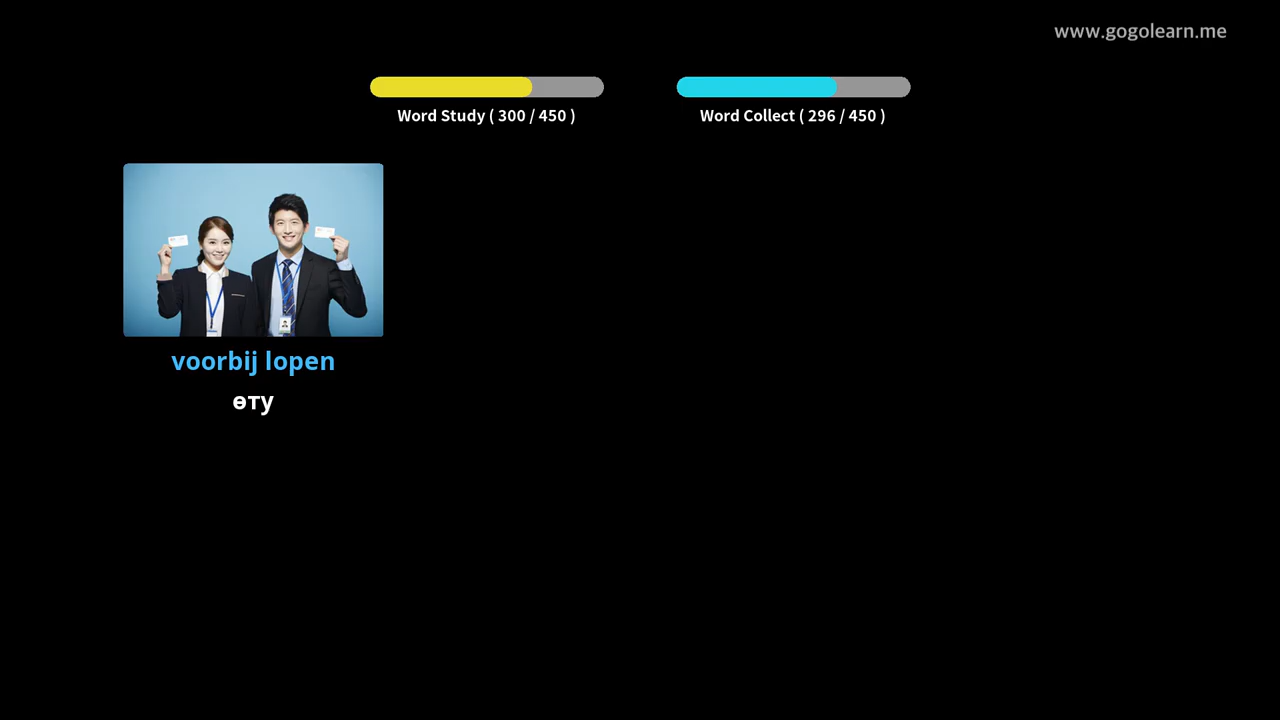 www.gogolearn.me
Word Study ( 300 / 450 )
Word Collect ( 296 / 450 )
voorbij lopen
өту